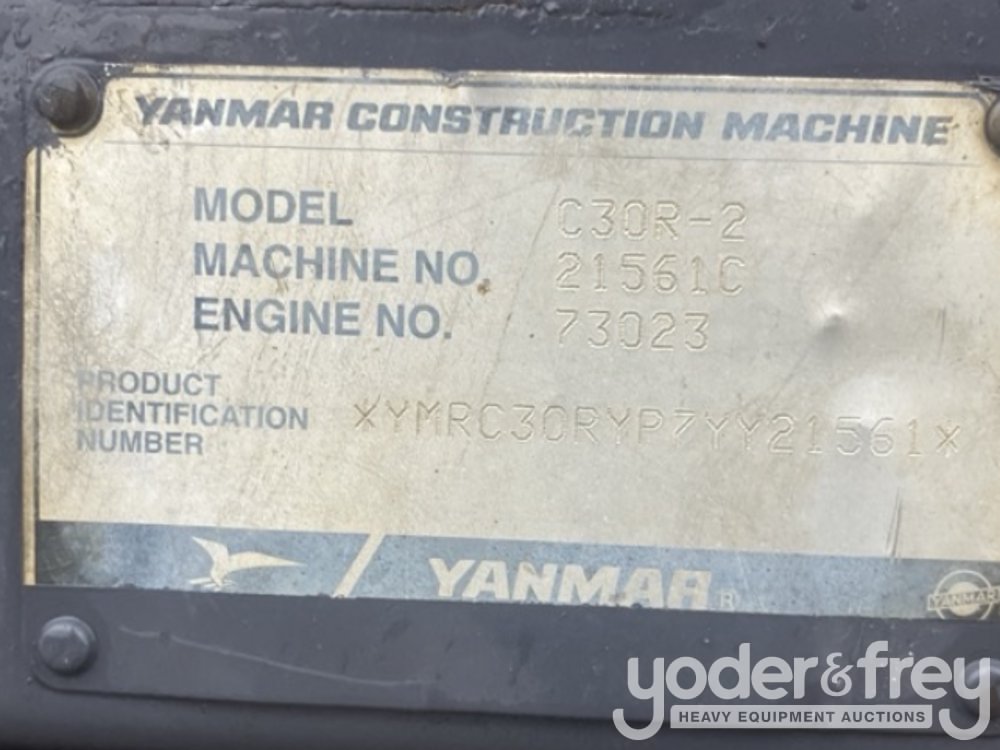 YANMAR CONSTRUCTION MACHINE
MODEL C30R-2
MACHINE NO. 21561C
ENGINE NO. 73023
PRODUCT
IDENTIFICATION
NUMBER
*YMRC30RYP7YY21561*
YANMAR®
YANMAR
yoder&frey
HEAVY EQUIPMENT AUCTIONS